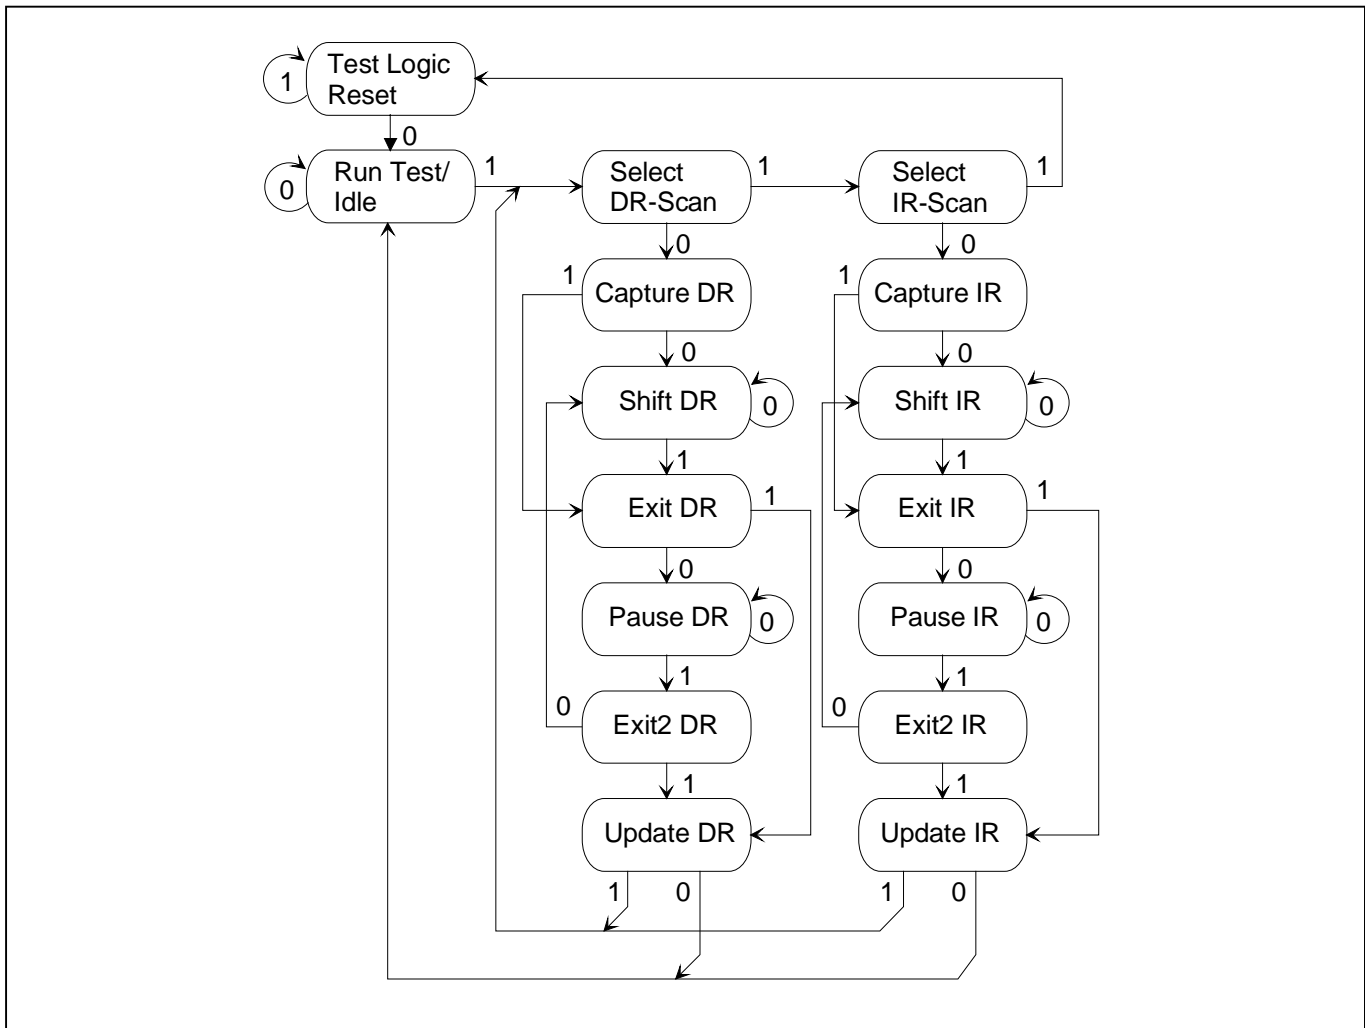 Test Logic
Reset
1
0
Run Test/
Idle
0
1
Select
DR-Scan
1
Select
IR-Scan
1
0
0
1
Capture DR
1
Capture IR
0
0
Shift DR
0
Shift IR
0
1
1
Exit DR
1
Exit IR
1
0
0
Pause DR
0
Pause IR
0
1
1
0
Exit2 DR
0
Exit2 IR
1
1
Update DR
Update IR
1
0
1
0